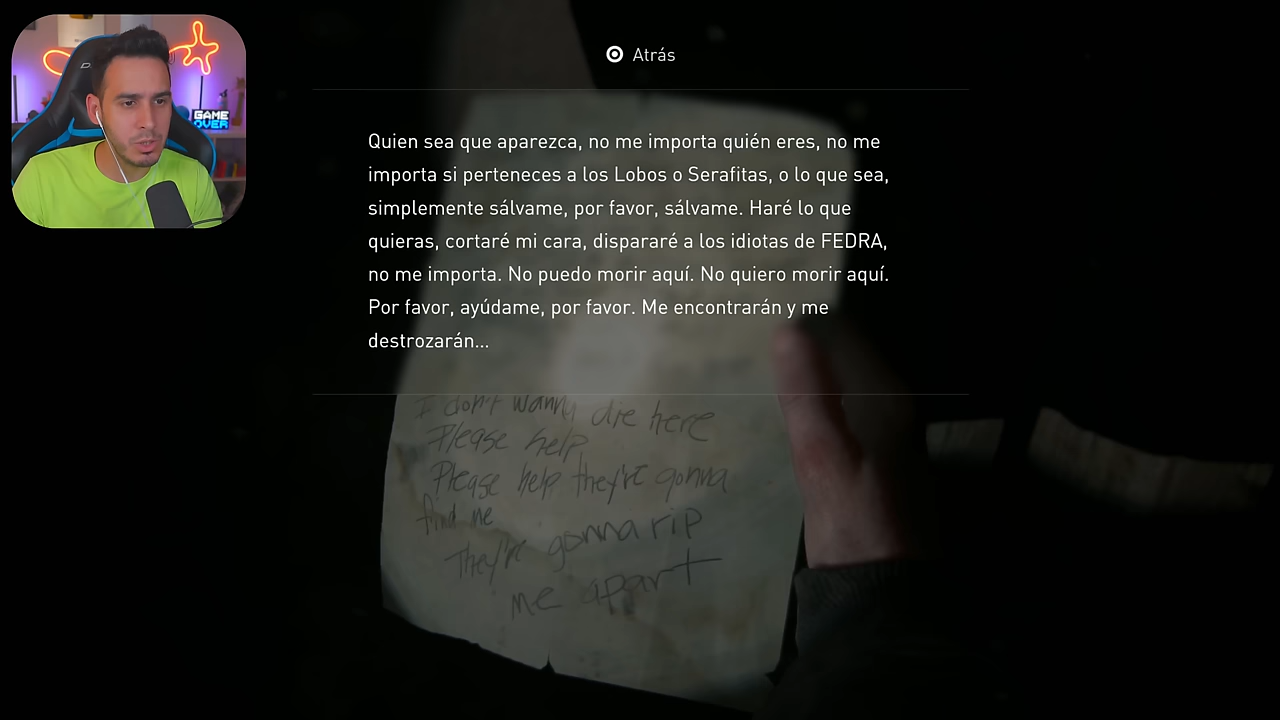 GAME
OVER
Atrás
Quien sea que aparezca, no me importa quién eres, no me
importa si perteneces a los Lobos o Serafitas, o lo que sea,
simplemente sálvame, por favor, sálvame. Haré lo que
quieras, cortaré mi cara, dispararé a los idiotas de FEDRA,
no me importa. No puedo morir aquí. No quiero morir aquí.
Por favor, ayúdame, por favor. Me encontrarán y me
destrozarán...
I don't wanna die here
Please help
Please help they're gonna
find me
They're gonna rip
me apart